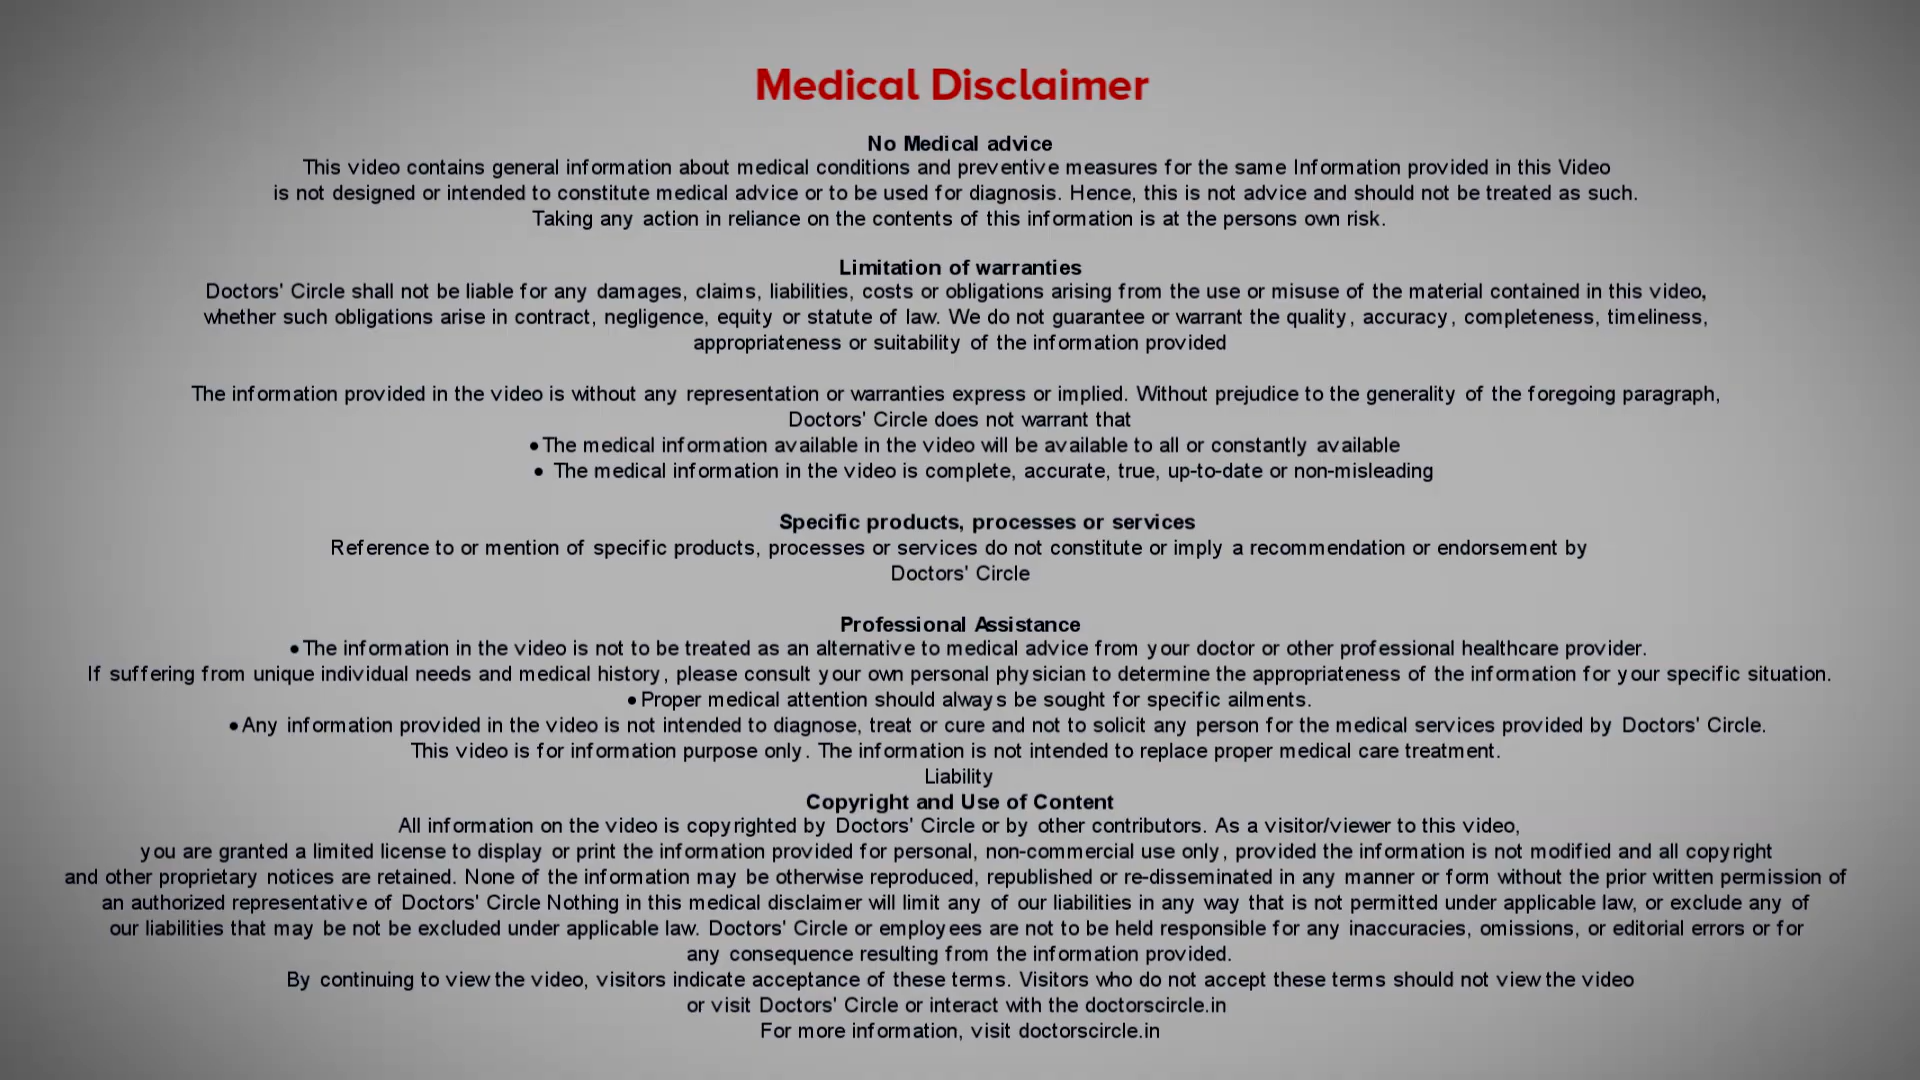 Medical Disclaimer
No Medical advice
This video contains general information about medical conditions and preventive measures for the same Information provided in this Video
is not designed or intended to constitute medical advice or to be used for diagnosis. Hence, this is not advice and should not be treated as such.
Taking any action in reliance on the contents of this information is at the persons own risk.
Limitation of warranties
Doctors' Circle shall not be liable for any damages, claims, liabilities, costs or obligations arising from the use or misuse of the material contained in this video,
whether such obligations arise in contract, negligence, equity or statute of law. We do not guarantee or warrant the quality, accuracy, completeness, timeliness,
appropriateness or suitability of the information provided
The information provided in the video is without any representation or warranties express or implied. Without prejudice to the generality of the foregoing paragraph,
Doctors' Circle does not warrant that
•The medical information available in the video will be available to all or constantly available
• The medical information in the video is complete, accurate, true, up-to-date or non-misleading
Specific products, processes or services
Reference to or mention of specific products, processes or services do not constitute or imply a recommendation or endorsement by
Doctors' Circle
Professional Assistance
•The information in the video is not to be treated as an alternative to medical advice from your doctor or other professional healthcare provider.
If suffering from unique individual needs and medical history, please consult your own personal physician to determine the appropriateness of the information for your specific situation.
•Proper medical attention should always be sought for specific ailments.
•Any information provided in the video is not intended to diagnose, treat or cure and not to solicit any person for the medical services provided by Doctors' Circle.
This video is for information purpose only. The information is not intended to replace proper medical care treatment.
Liability
Copyright and Use of Content
All information on the video is copyrighted by Doctors' Circle or by other contributors. As a visitor/viewer to this video,
you are granted a limited license to display or print the information provided for personal, non-commercial use only, provided the information is not modified and all copyright
and other proprietary notices are retained. None of the information may be otherwise reproduced, republished or re-disseminated in any manner or form without the prior written permission of
an authorized representative of Doctors' Circle Nothing in this medical disclaimer will limit any of our liabilities in any way that is not permitted under applicable law, or exclude any of
our liabilities that may be not be excluded under applicable law. Doctors' Circle or employees are not to be held responsible for any inaccuracies, omissions, or editorial errors or for
any consequence resulting from the information provided.
By continuing to view the video, visitors indicate acceptance of these terms. Visitors who do not accept these terms should not view the video
or visit Doctors' Circle or interact with the doctorscircle.in
For more information, visit doctorscircle.in